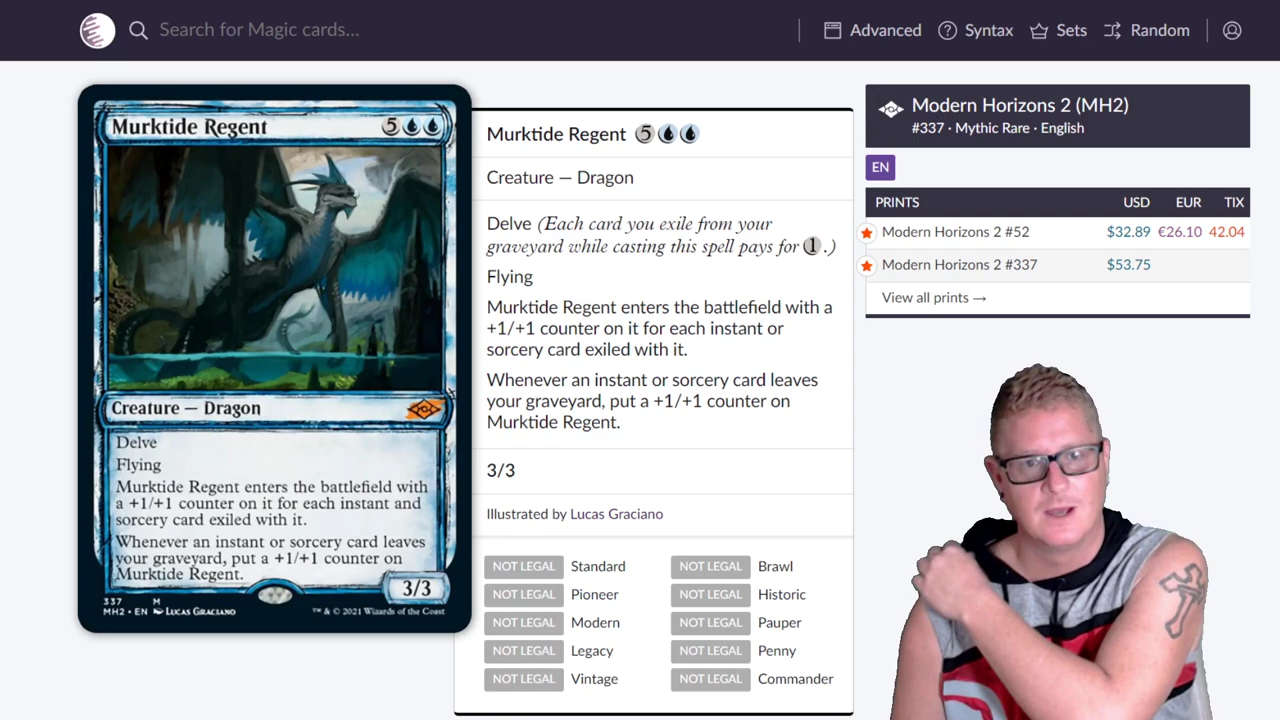 Search for Magic cards...
Advanced
Syntax
Sets
Random
Murktide Regent 5
Creature — Dragon
Delve
Flying
Murktide Regent enters the battlefield with
a +1/+1 counter on it for each instant and
sorcery card exiled with it.
Whenever an instant or sorcery card leaves
your graveyard, put a +1/+1 counter on
Murktide Regent.
3/3
337 M
MH2 • EN Lucas Graciano
™ & © 2021 Wizards of the Coast
Murktide Regent 5
Creature — Dragon
Delve (Each card you exile from your
graveyard while casting this spell pays for 1.)
Flying
Murktide Regent enters the battlefield with a
+1/+1 counter on it for each instant or
sorcery card exiled with it.
Whenever an instant or sorcery card leaves
your graveyard, put a +1/+1 counter on
Murktide Regent.
3/3
Illustrated by Lucas Graciano
NOT LEGAL Standard NOT LEGAL Brawl
NOT LEGAL Pioneer NOT LEGAL Historic
NOT LEGAL Modern NOT LEGAL Pauper
NOT LEGAL Legacy NOT LEGAL Penny
NOT LEGAL Vintage NOT LEGAL Commander
Modern Horizons 2 (MH2)
#337 · Mythic Rare · English
EN
PRINTS USD EUR TIX
Modern Horizons 2 #52 $32.89 €26.10 42.04
Modern Horizons 2 #337 $53.75
View all prints →